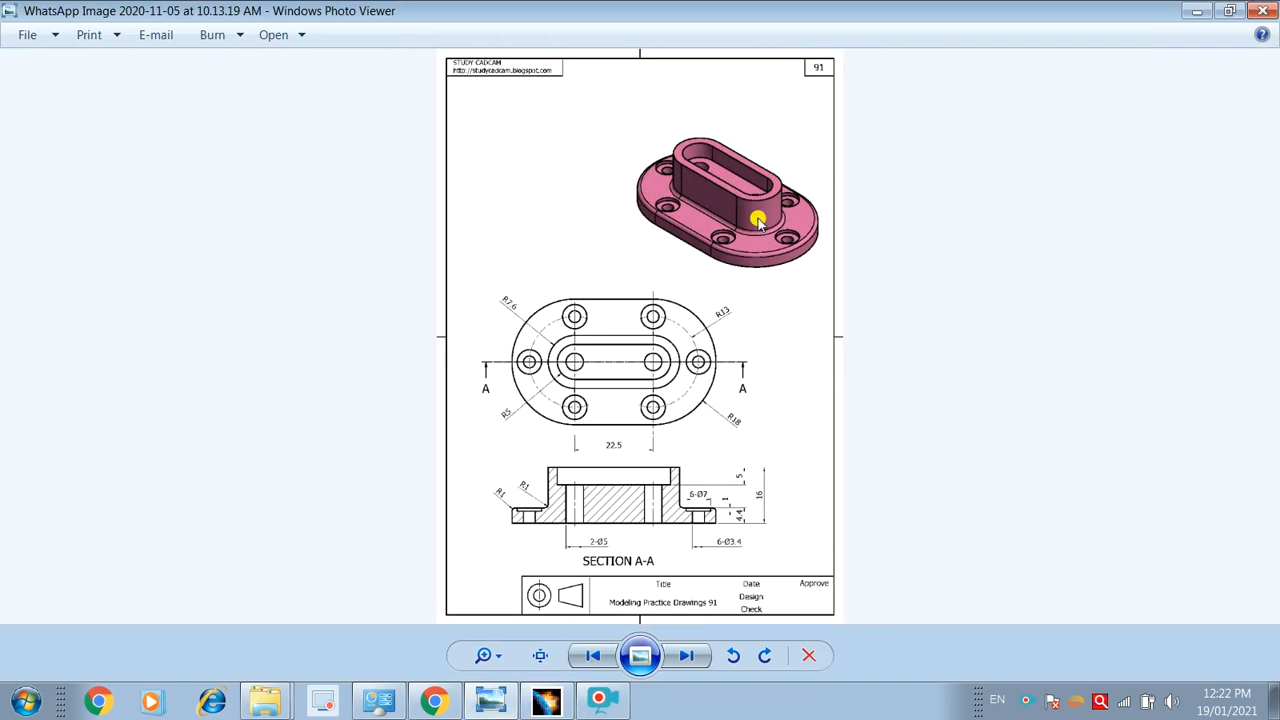 WhatsApp Image 2020-11-05 at 10.13.19 AM - Windows Photo Viewer
File Print E-mail Burn Open
STUDY CADCAM
http://studycadcam.blogspot.com
91
R7.6
R13
A A
R5
R18
22.5
5
R1 R1 6-Ø7 1 16
4.4
2-Ø5 6-Ø3.4
SECTION A-A
Title Date Approve
Modeling Practice Drawings 91 Design
Check
EN
12:22 PM
19/01/2021